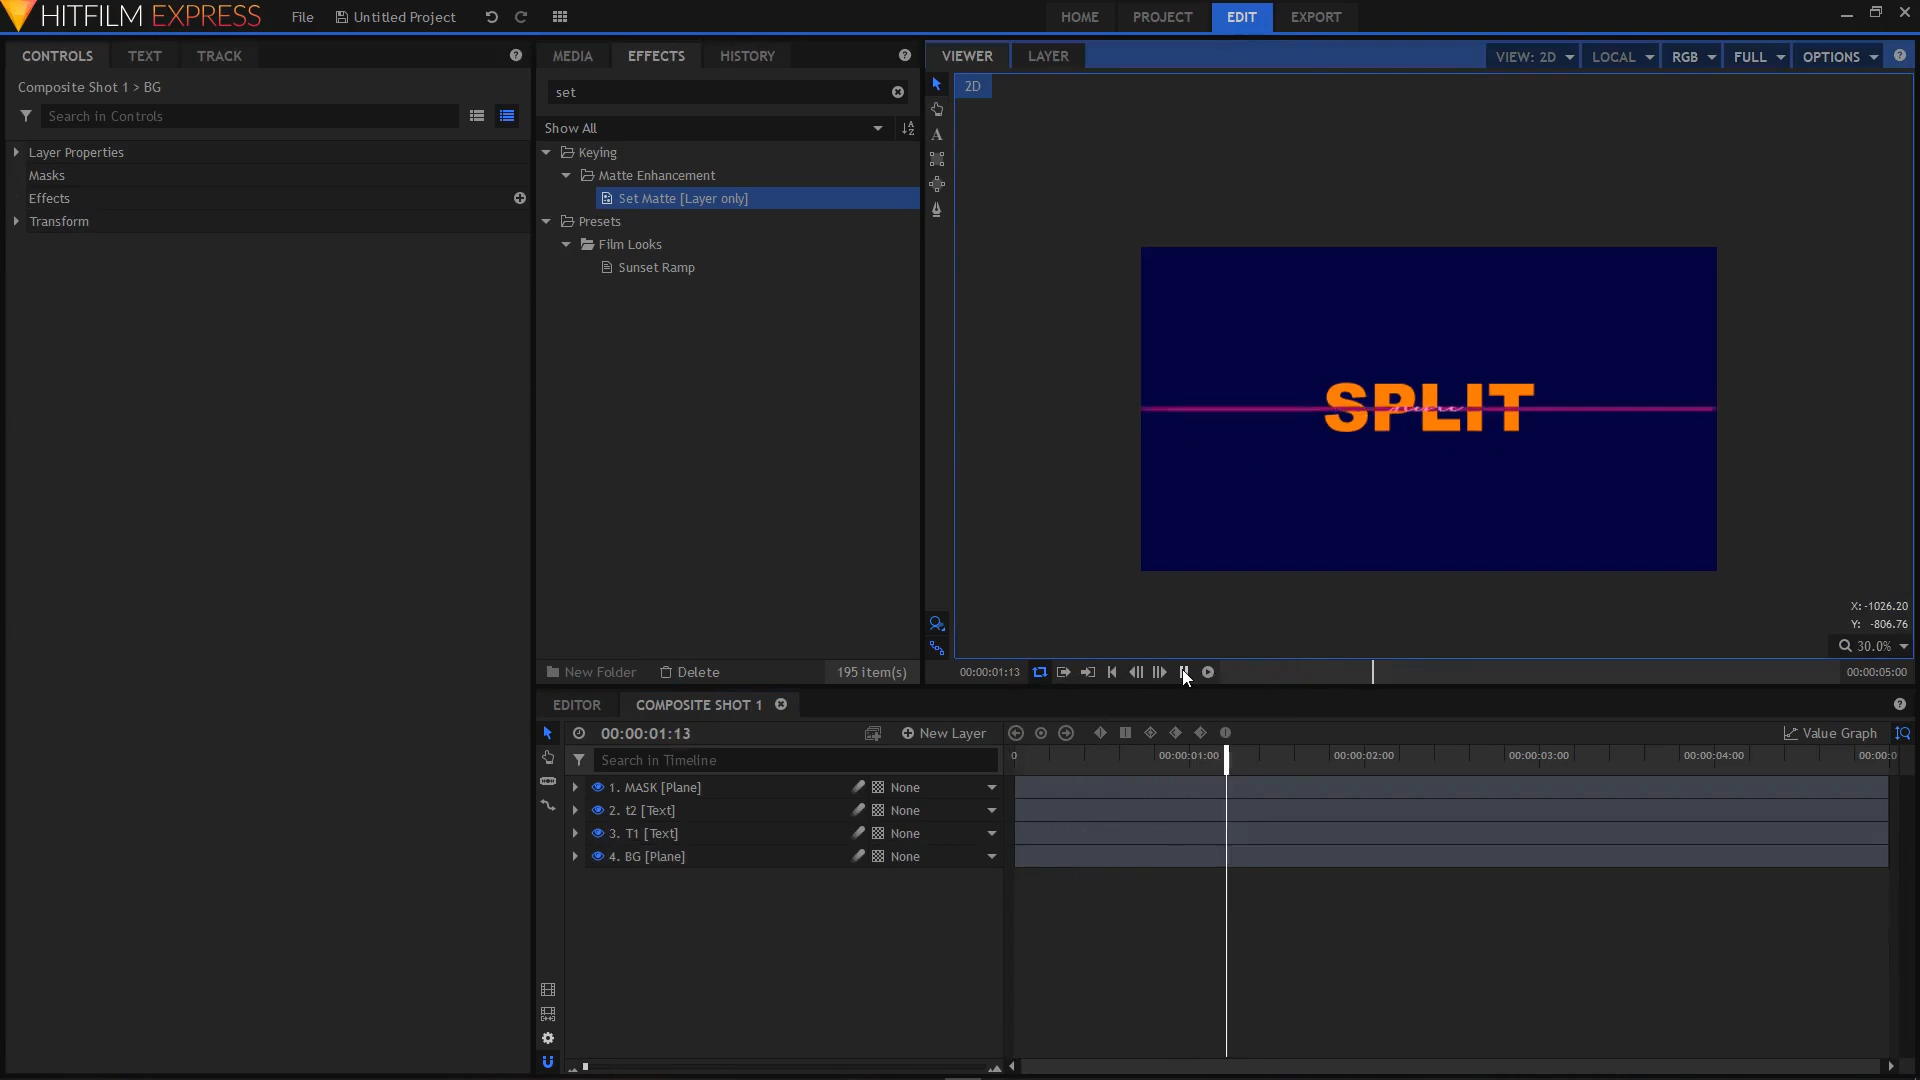 HITFILM EXPRESS
File
Untitled Project
HOME
PROJECT
EDIT
EXPORT
CONTROLS
TEXT
TRACK
Composite Shot 1 > BG
Search in Controls
Layer Properties
Masks
Effects
Transform
MEDIA
EFFECTS
HISTORY
set
Show All
Keying
Matte Enhancement
Set Matte [Layer only]
Presets
Film Looks
Sunset Ramp
New Folder
Delete
195 item(s)
VIEWER
LAYER
VIEW: 2D
LOCAL
RGB
FULL
OPTIONS
2D
SPLIT
X: -1026.20
Y: -806.76
30.0%
00:00:01:13
00:00:05:00
EDITOR
COMPOSITE SHOT 1
00:00:01:13
New Layer
Value Graph
Search in Timeline
0
00:00:01:00
00:00:02:00
00:00:03:00
00:00:04:00
00:00:0
1. MASK [Plane]
None
2. t2 [Text]
None
3. T1 [Text]
None
4. BG [Plane]
None